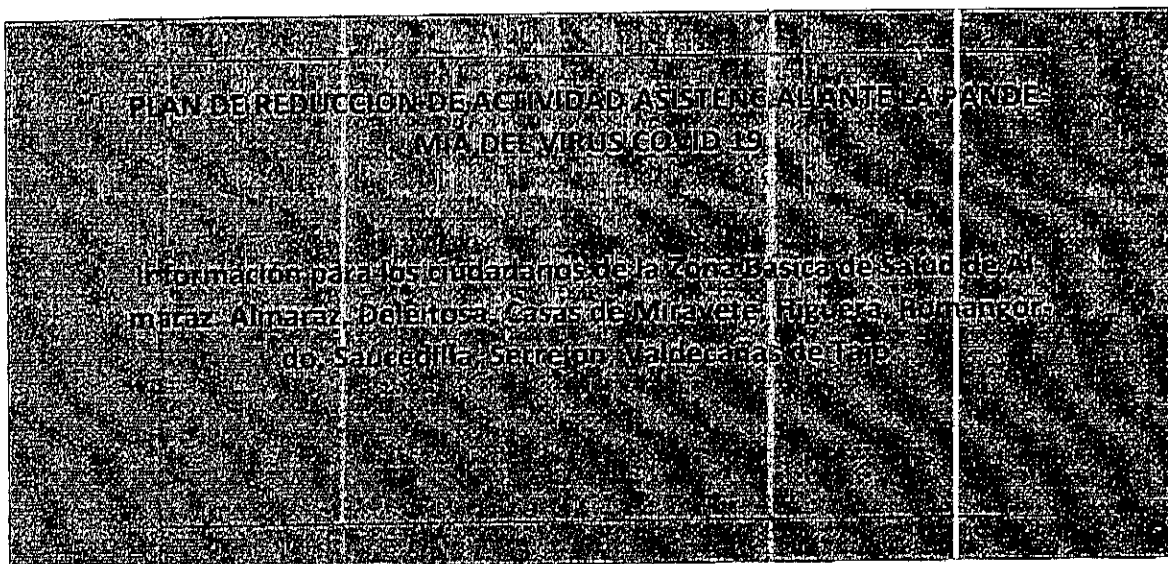 PLAN DE REDUCCION DE ACTIVIDAD ASISTENCIAL ANTE LA PANDE-
MIA DEL VIRUS COVID-19
Información para los ciudadanos de la Zona Básica de Salud de Al-
maraz: Almaraz, Deleitosa, Casas de Miravete, Higuera, Romangor-
do, Saucedilla, Serrejón, Valdecañas de Tajo.